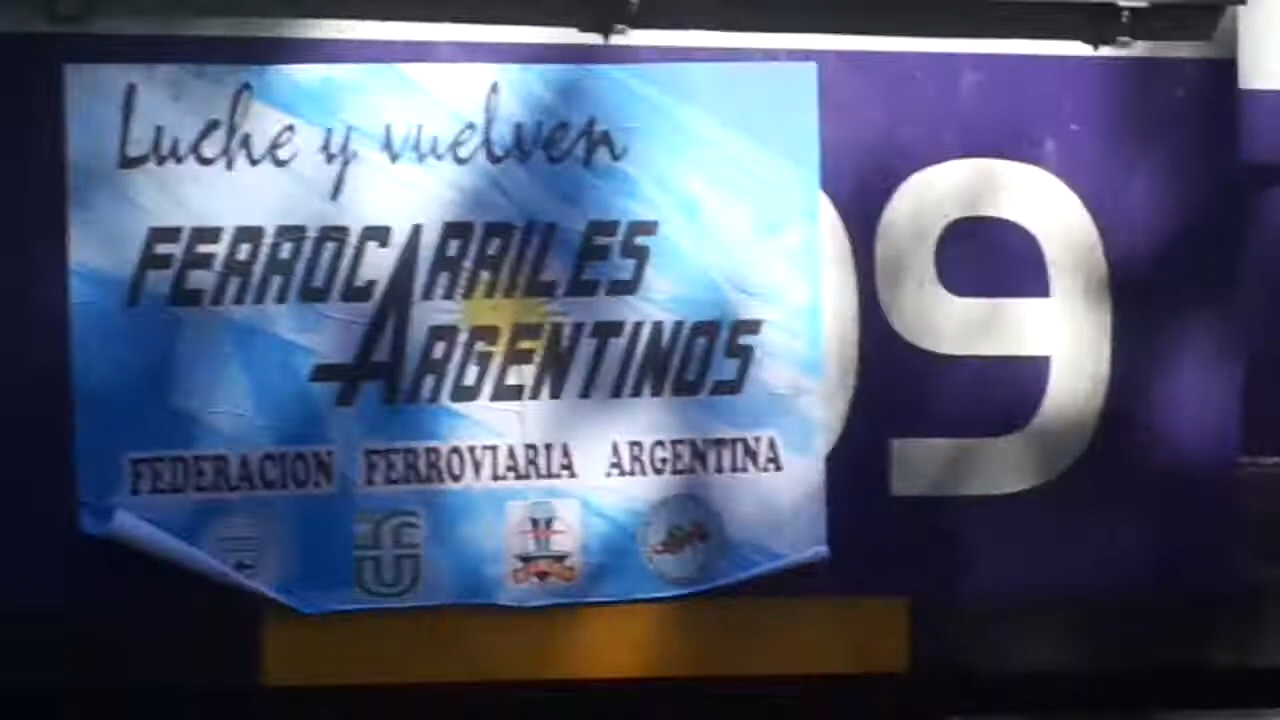 Luche y vuelven
FERROCARRILES
ARGENTINOS
FEDERACION FERROVIARIA ARGENTINA
9